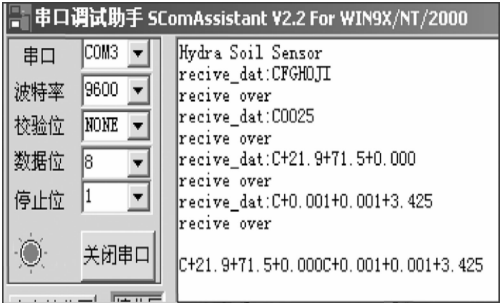 串口调试助手 SComAssistant V2.2 For WIN9X/NT/2000
串口 COM3
波特率 9600
校验位 NONE
数据位 8
停止位 1
关闭串口
Hydra Soil Sensor
recive_dat:CFGHOJI
recive over
recive_dat:C0025
recive over
recive_dat:C+21.9+71.5+0.000
recive over
recive_dat:C+0.001+0.001+3.425
recive over
C+21.9+71.5+0.000C+0.001+0.001+3.425